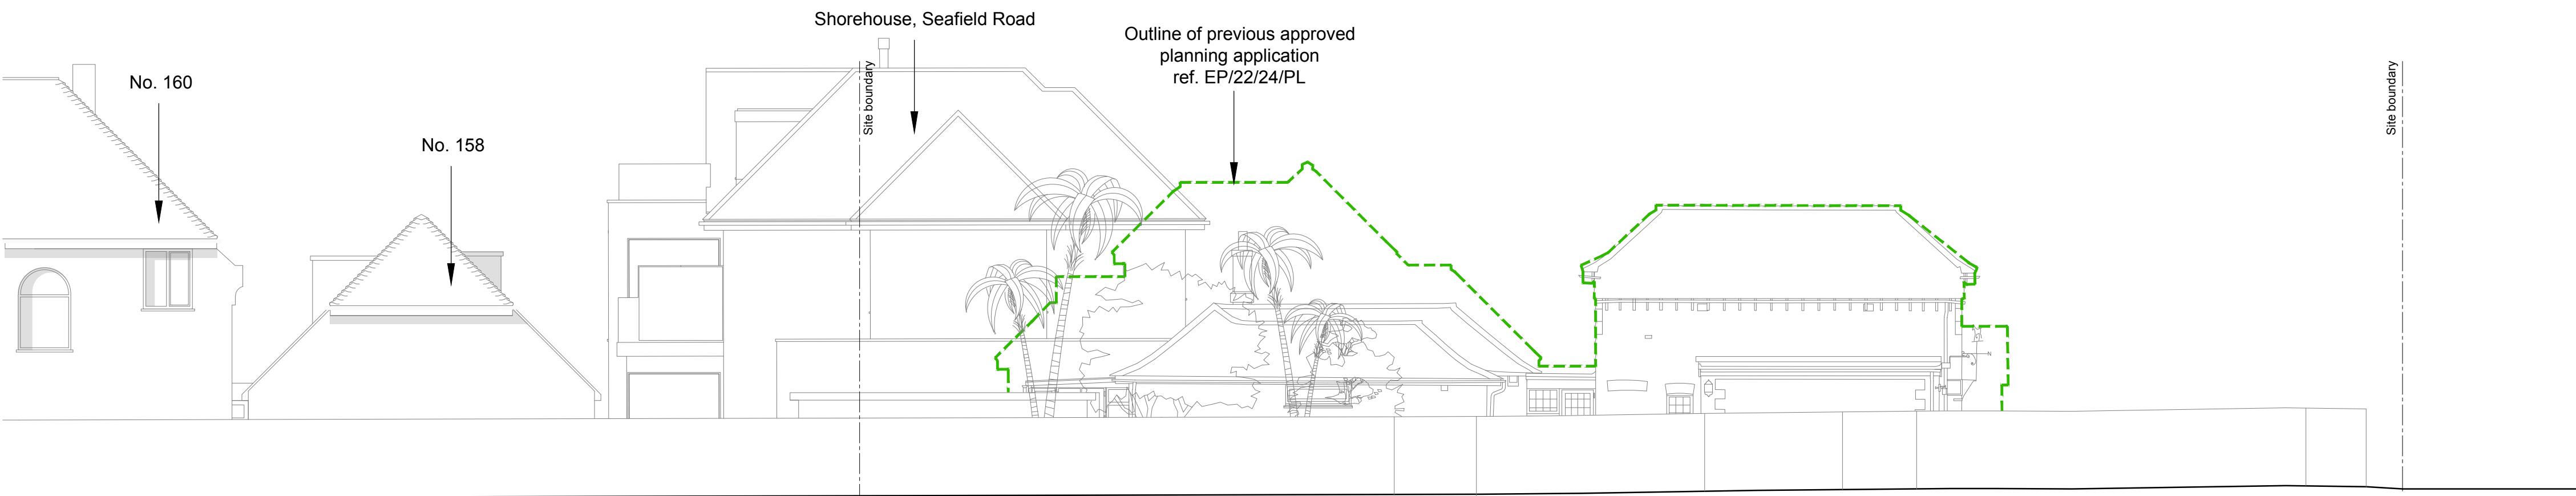 Shorehouse, Seafield Road
Outline of previous approved
planning application
ref. EP/22/24/PL
No. 160
No. 158
Site boundary
Site boundary
N